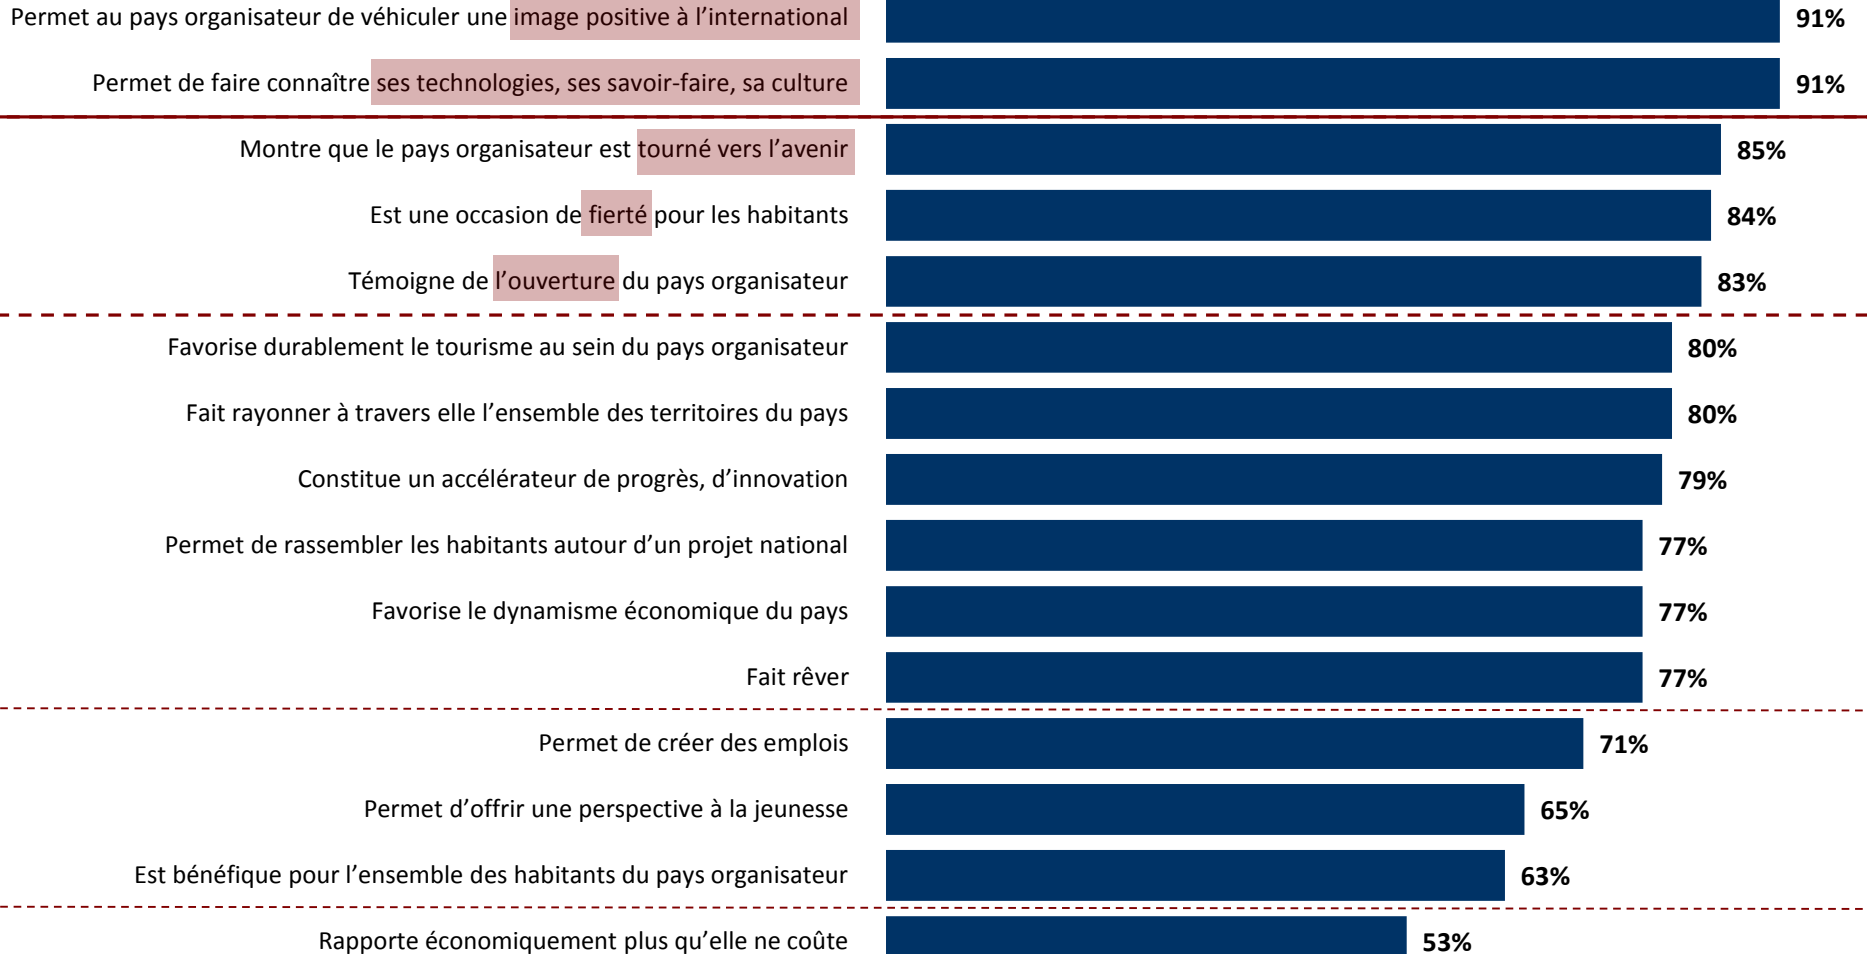 Permet au pays organisateur de véhiculer une image positive à l’international 91%
Permet de faire connaître ses technologies, ses savoir-faire, sa culture 91%
Montre que le pays organisateur est tourné vers l’avenir 85%
Est une occasion de fierté pour les habitants 84%
Témoigne de l’ouverture du pays organisateur 83%
Favorise durablement le tourisme au sein du pays organisateur 80%
Fait rayonner à travers elle l’ensemble des territoires du pays 80%
Constitue un accélérateur de progrès, d’innovation 79%
Permet de rassembler les habitants autour d’un projet national 77%
Favorise le dynamisme économique du pays 77%
Fait rêver 77%
Permet de créer des emplois 71%
Permet d’offrir une perspective à la jeunesse 65%
Est bénéfique pour l’ensemble des habitants du pays organisateur 63%
Rapporte économiquement plus qu’elle ne coûte 53%